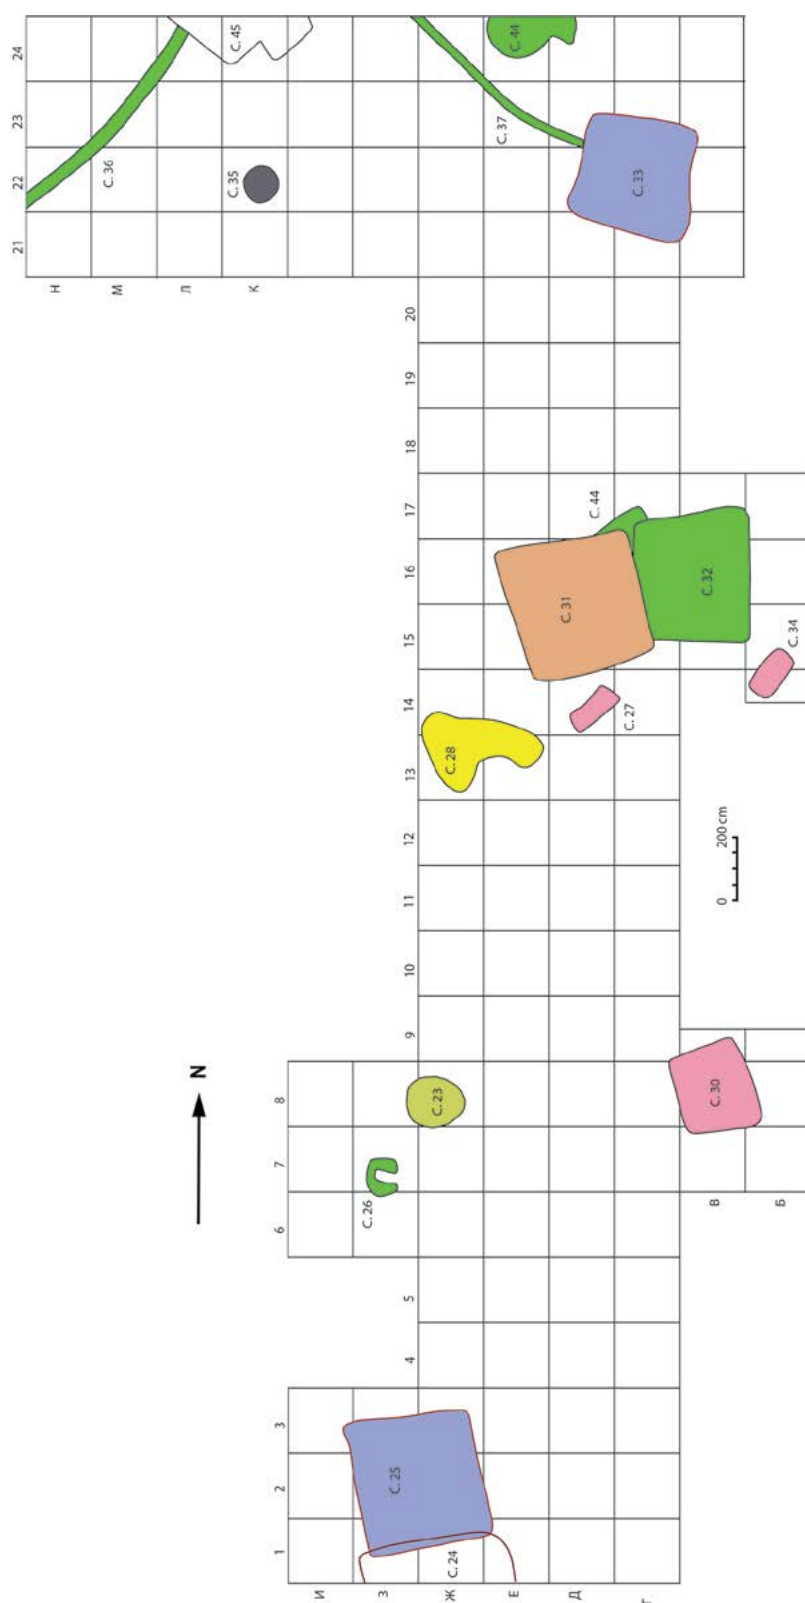 24
23
22
21
C. 45
C. 44
C. 37
C. 36
C. 35
C. 33
Н
М
Л
К
20
19
18
17
16
15
14
13
12
11
10
9
C. 44
C. 31
C. 32
C. 34
C. 27
C. 28
0 200 cm
N
8
7
6
5
4
3
2
1
C. 23
C. 26
C. 30
В
Б
C. 25
C. 24
И
З
Ж
Е
Д
Г